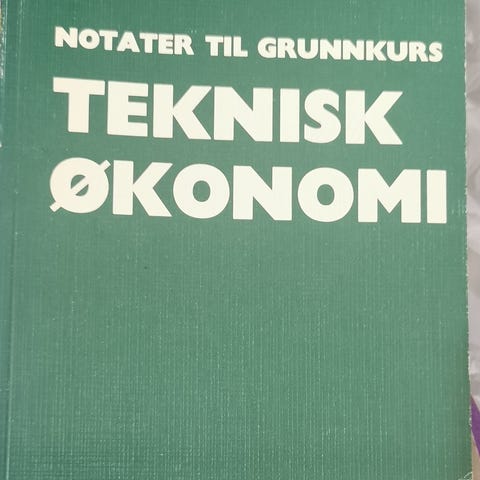 NOTATER TIL GRUNNKURS
TEKNISK
ØKONOMI